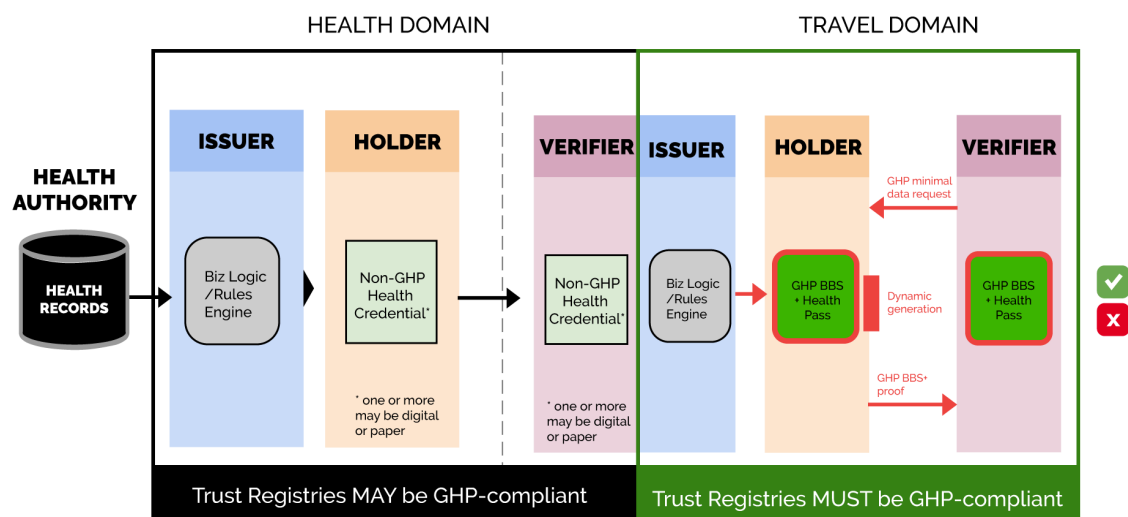 HEALTH DOMAIN
TRAVEL DOMAIN
HEALTH
AUTHORITY
HEALTH
RECORDS
ISSUER
Biz Logic
/Rules
Engine
HOLDER
Non-GHP
Health
Credential*
* one or more
may be digital
or paper
VERIFIER
Non-GHP
Health
Credential*
* one or more
may be digital
or paper
ISSUER
Biz Logic
/Rules
Engine
HOLDER
GHP BBS
+ Health
Pass
GHP minimal
data request
Dynamic
generation
GHP BBS+
proof
VERIFIER
GHP BBS
+ Health
Pass
X
Trust Registries MAY be GHP-compliant
Trust Registries MUST be GHP-compliant